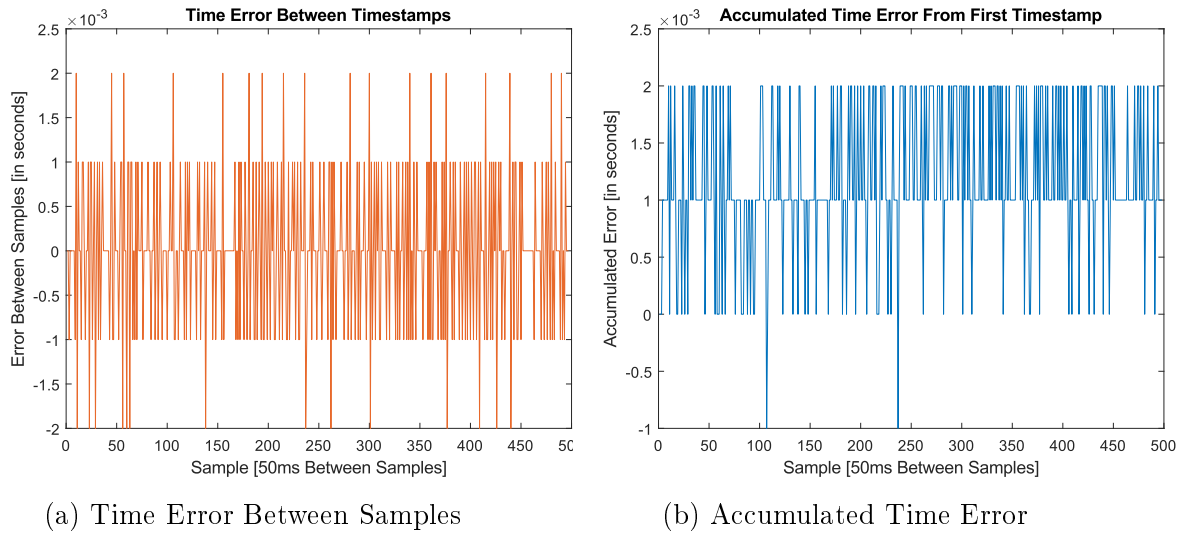 Time Error Between Timestamps
×10⁻³
2.5
2
1.5
1
0.5
0
-0.5
-1
-1.5
-2
Error Between Samples [in seconds]
0 50 100 150 200 250 300 350 400 450 500
Sample [50ms Between Samples]
(a) Time Error Between Samples
Accumulated Time Error From First Timestamp
×10⁻³
2.5
2
1.5
1
0.5
0
-0.5
-1
Accumulated Error [in seconds]
0 50 100 150 200 250 300 350 400 450 500
Sample [50ms Between Samples]
(b) Accumulated Time Error